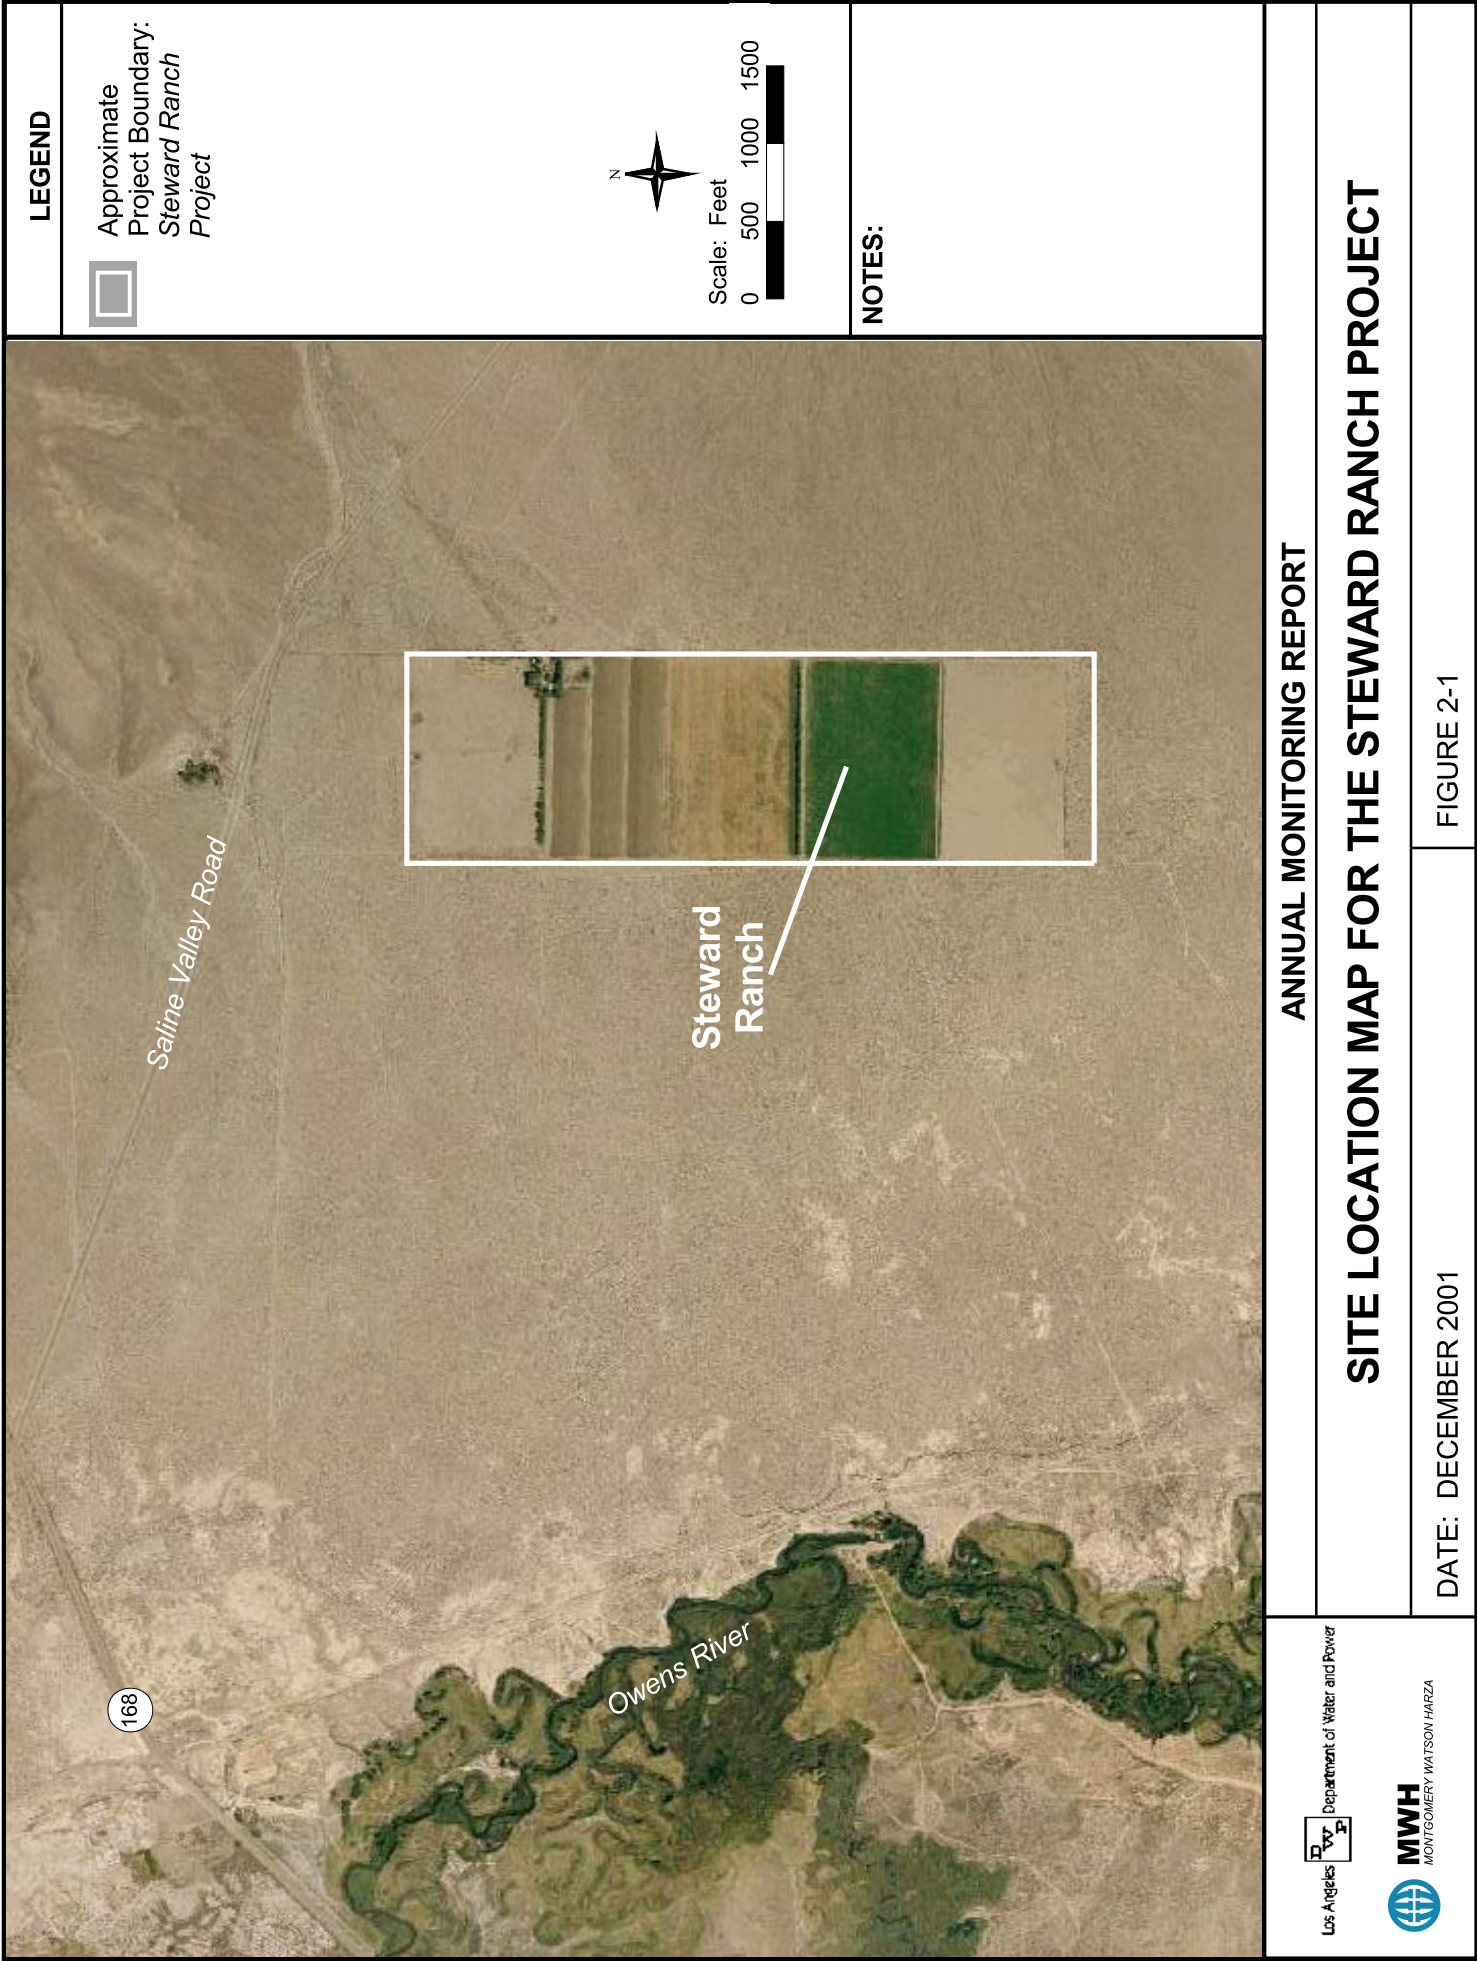 LEGEND
Approximate
Project Boundary:
Steward Ranch
Project
N
Scale: Feet
0 500 1000 1500
NOTES:
Saline Valley Road
Steward
Ranch
Owens River
168
ANNUAL MONITORING REPORT
SITE LOCATION MAP FOR THE STEWARD RANCH PROJECT
DATE: DECEMBER 2001
FIGURE 2-1
Los Angeles DWP Department of Water and Power
MWH
MONTGOMERY WATSON HARZA